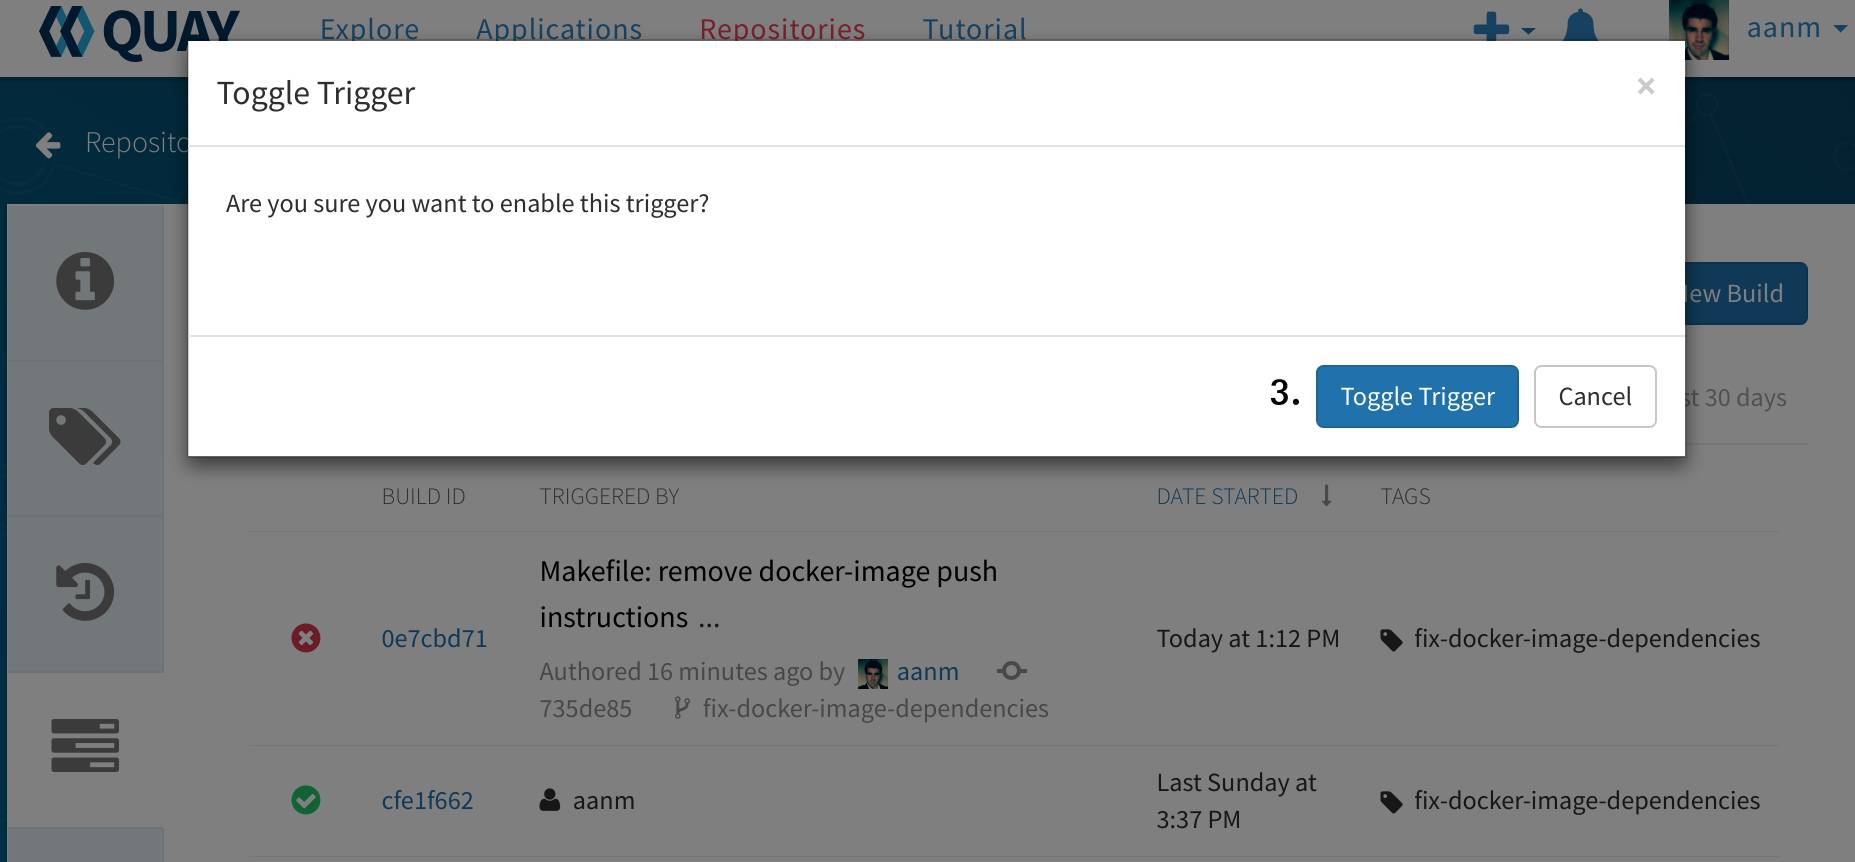 QUAY Explore Applications Repositories Tutorial aanm
Toggle Trigger ×
Are you sure you want to enable this trigger?
New Build
3. Toggle Trigger Cancel
30 days
BUILD ID TRIGGERED BY DATE STARTED TAGS
Makefile: remove docker-image push
instructions ...
0e7cbd71 Today at 1:12 PM fix-docker-image-dependencies
Authored 16 minutes ago by aanm
735de85 fix-docker-image-dependencies
Last Sunday at
cfe1f662 aanm fix-docker-image-dependencies
3:37 PM